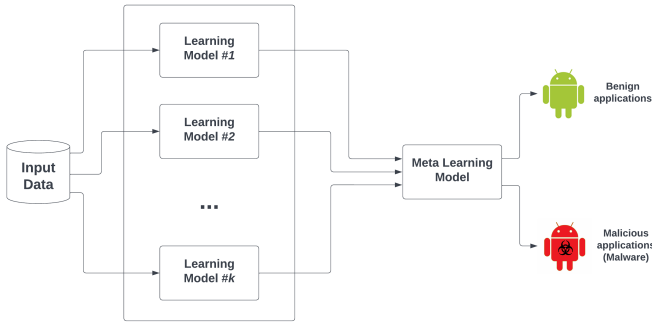 Input
Data
Learning
Model #1
Learning
Model #2
...
Learning
Model #k
Meta Learning
Model
Benign
applications
Malicious
applications
(Malware)